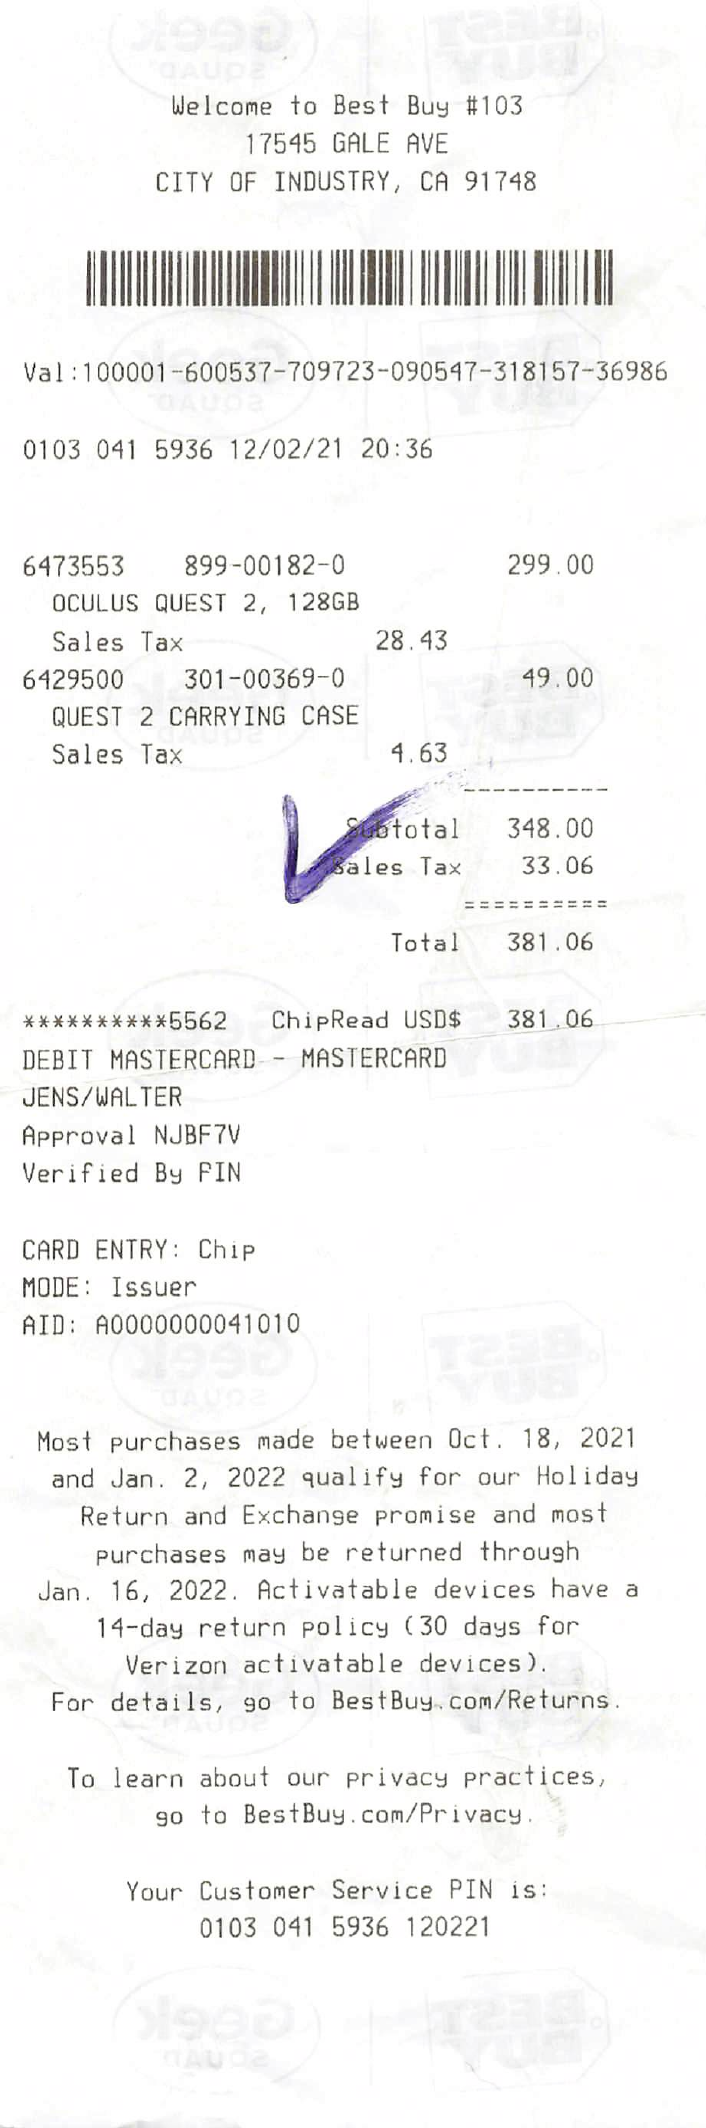 Welcome to Best Buy #103
17545 GALE AVE
CITY OF INDUSTRY, CA 91748
Val:100001-600537-709723-090547-318157-36986
0103 041 5936 12/02/21 20:36
6473553 899-00182-0 299.00
OCULUS QUEST 2, 128GB
Sales Tax 28.43
6429500 301-00369-0 49.00
QUEST 2 CARRYING CASE
Sales Tax 4.63
----------
Subtotal 348.00
Sales Tax 33.06
==========
Total 381.06
**********5562 ChipRead USD$ 381.06
DEBIT MASTERCARD - MASTERCARD
JENS/WALTER
Approval NJBF7V
Verified By PIN
CARD ENTRY: Chip
MODE: Issuer
AID: A0000000041010
Most purchases made between Oct. 18, 2021
and Jan. 2, 2022 qualify for our Holiday
Return and Exchange promise and most
purchases may be returned through
Jan. 16, 2022. Activatable devices have a
14-day return policy (30 days for
Verizon activatable devices).
For details, go to BestBuy.com/Returns.
To learn about our privacy practices,
go to BestBuy.com/Privacy.
Your Customer Service PIN is:
0103 041 5936 120221